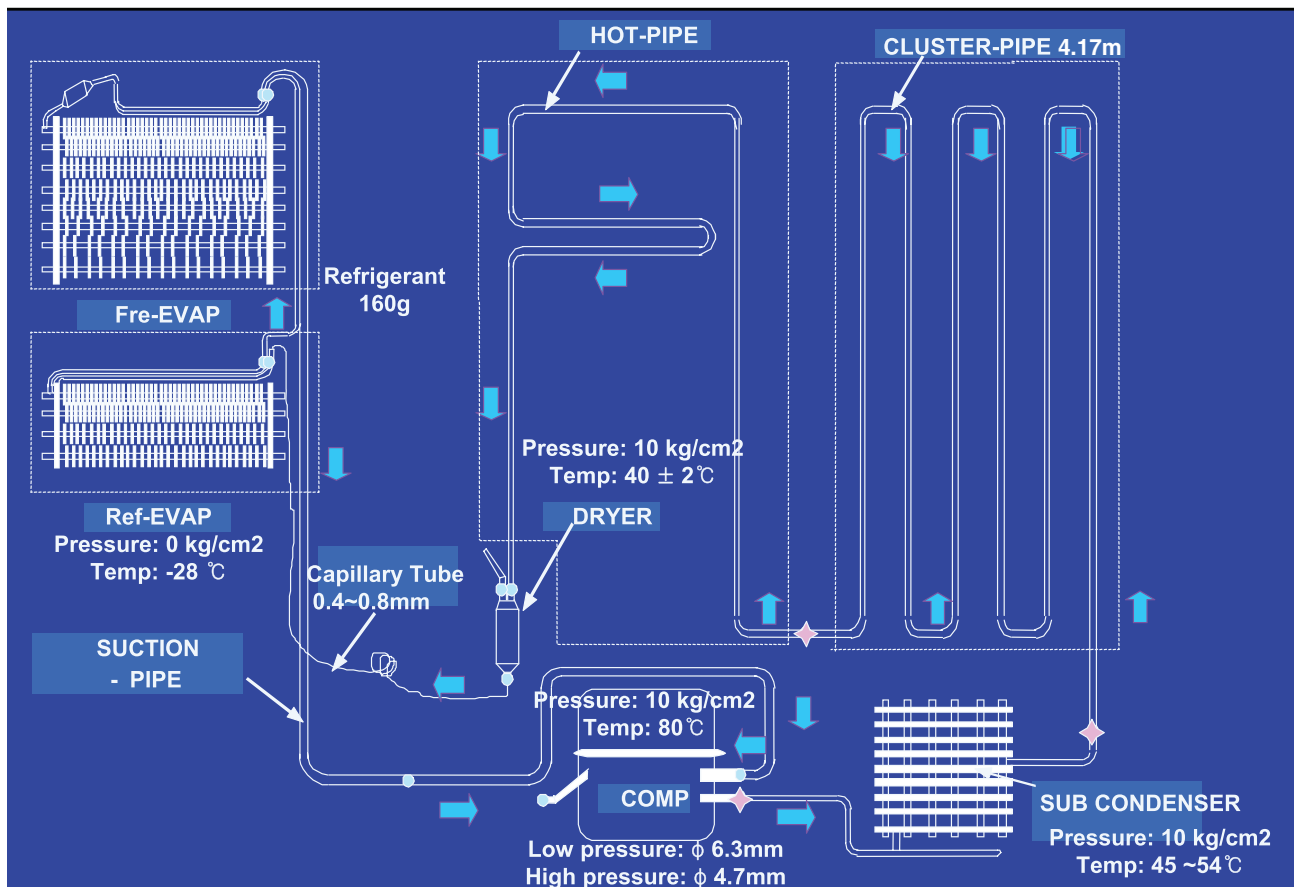 HOT-PIPE
CLUSTER-PIPE 4.17m
Refrigerant
160g
Fre-EVAP
Ref-EVAP
Pressure: 0 kg/cm2
Temp: -28 ℃
Pressure: 10 kg/cm2
Temp: 40 ± 2℃
DRYER
Capillary Tube
0.4~0.8mm
SUCTION
- PIPE
Pressure: 10 kg/cm2
Temp: 80℃
COMP
Low pressure: ϕ 6.3mm
High pressure: ϕ 4.7mm
SUB CONDENSER
Pressure: 10 kg/cm2
Temp: 45 ~54℃